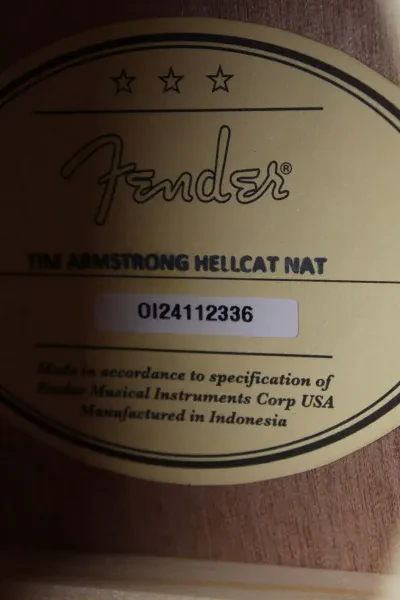 Fender®
TIM ARMSTRONG HELLCAT NAT
OI24112336
Made in accordance to specification of
Fender Musical Instruments Corp USA
Manufactured in Indonesia